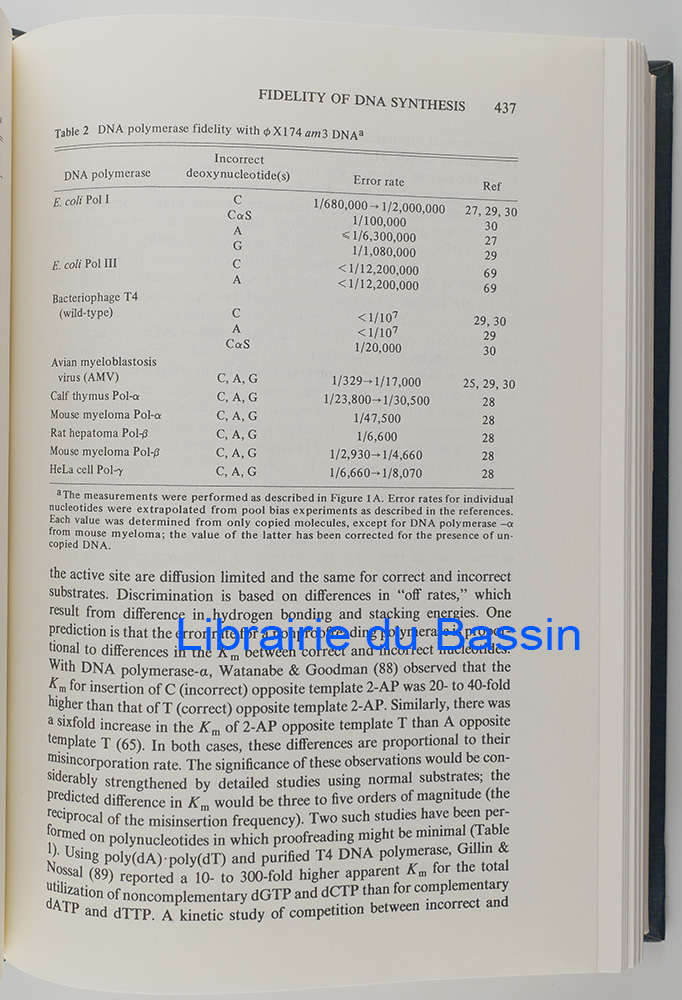 FIDELITY OF DNA SYNTHESIS 437
Table 2 DNA polymerase fidelity with φX174 am3 DNAa
DNA polymerase Incorrect deoxynucleotide(s) Error rate Ref
E. coli Pol I C 1/680,000→1/2,000,000 27, 29, 30
CαS 1/100,000 30
A ≤1/6,300,000 27
G 1/1,080,000 29
E. coli Pol III C <1/12,200,000 69
A <1/12,200,000 69
Bacteriophage T4
(wild-type) C <1/10⁷ 29, 30
A <1/10⁷ 29
CαS 1/20,000 30
Avian myeloblastosis
virus (AMV) C, A, G 1/329→1/17,000 25, 29, 30
Calf thymus Pol-α C, A, G 1/23,800→1/30,500 28
Mouse myeloma Pol-α C, A, G 1/47,500 28
Rat hepatoma Pol-β C, A, G 1/6,600 28
Mouse myeloma Pol-β C, A, G 1/2,930→1/4,660 28
HeLa cell Pol-γ C, A, G 1/6,660→1/8,070 28
aThe measurements were performed as described in Figure 1A. Error rates for individual
nucleotides were extrapolated from pool bias experiments as described in the references.
Each value was determined from only copied molecules, except for DNA polymerase –α
from mouse myeloma; the value of the latter has been corrected for the presence of un-
copied DNA.
the active site are diffusion limited and the same for correct and incorrect
substrates. Discrimination is based on differences in “off rates,” which
result from difference in hydrogen bonding and stacking energies. One
prediction is that the error rate for a nonproofreading polymerase is propor-
tional to differences in the Km between correct and incorrect nucleotides.
Librairie du Bassin
With DNA polymerase-α, Watanabe & Goodman (88) observed that the
Km for insertion of C (incorrect) opposite template 2-AP was 20- to 40-fold
higher than that of T (correct) opposite template 2-AP. Similarly, there was
a sixfold increase in the Km of 2-AP opposite template T than A opposite
template T (65). In both cases, these differences are proportional to their
misincorporation rate. The significance of these observations would be con-
siderably strengthened by detailed studies using normal substrates; the
predicted difference in Km would be three to five orders of magnitude (the
reciprocal of the misinsertion frequency). Two such studies have been per-
formed on polynucleotides in which proofreading might be minimal (Table
1). Using poly(dA)·poly(dT) and purified T4 DNA polymerase, Gillin &
Nossal (89) reported a 10- to 300-fold higher apparent Km for the total
utilization of noncomplementary dGTP and dCTP than for complementary
dATP and dTTP. A kinetic study of competition between incorrect and